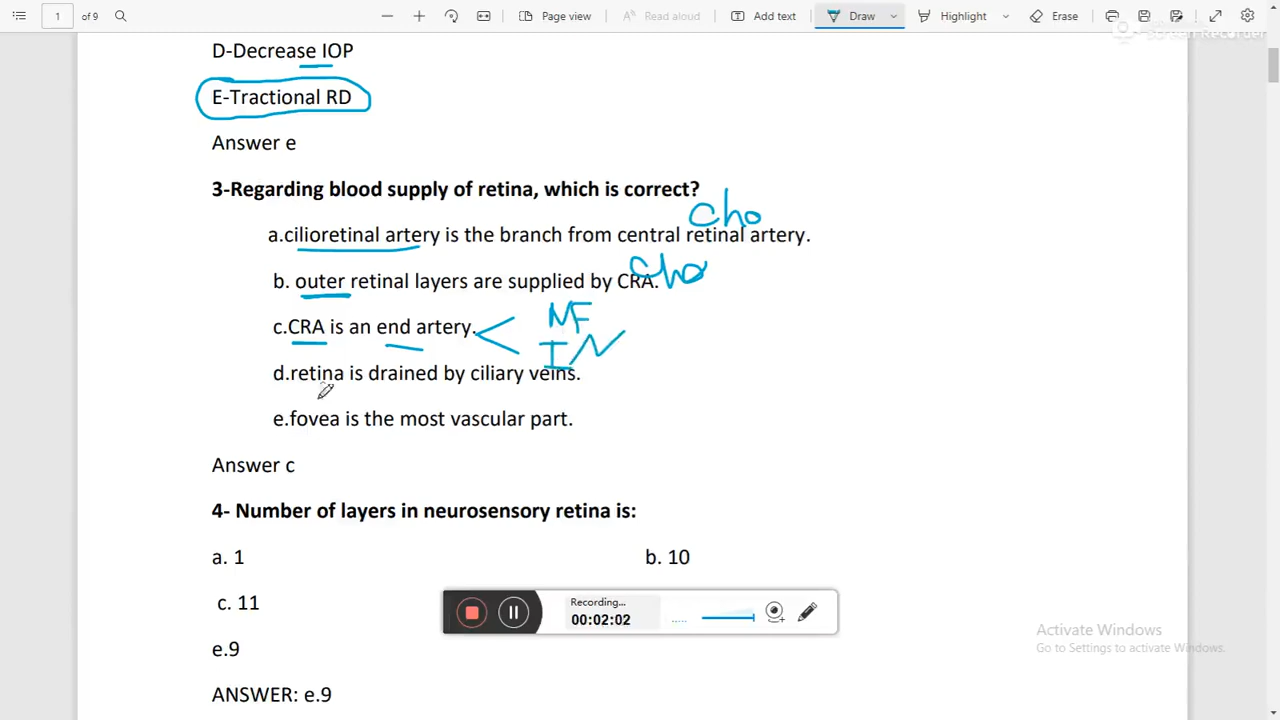 1 of 9 Page view Read aloud Add text Draw Highlight Erase
Screen Recorder
D-Decrease IOP
E-Tractional RD
Answer e
3-Regarding blood supply of retina, which is correct?
Cho
a.cilioretinal artery is the branch from central retinal artery.
Cho
b. outer retinal layers are supplied by CRA.
NF
c.CRA is an end artery.
IN
d.retina is drained by ciliary veins.
e.fovea is the most vascular part.
Answer c
4- Number of layers in neurosensory retina is:
a. 1 b. 10
c. 11
Recording...
00:02:02
e.9
Activate Windows
Go to Settings to activate Windows.
ANSWER: e.9